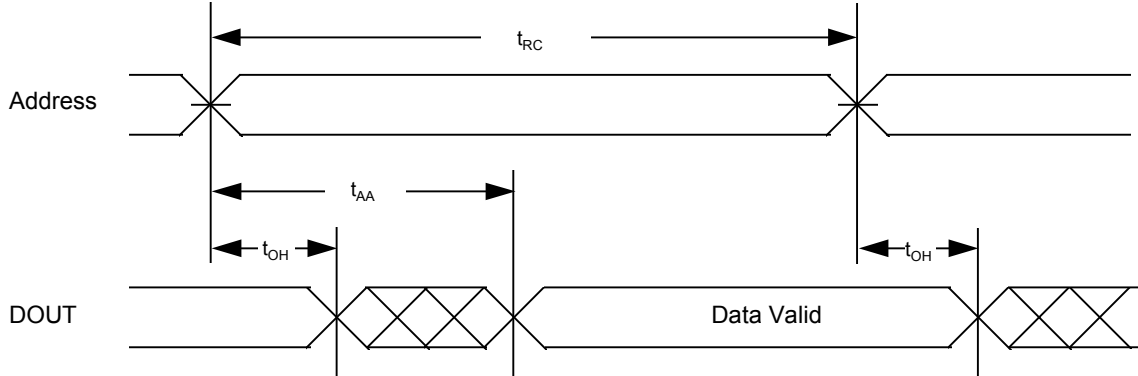 tRC
Address
tAA
tOH
tOH
DOUT
Data Valid